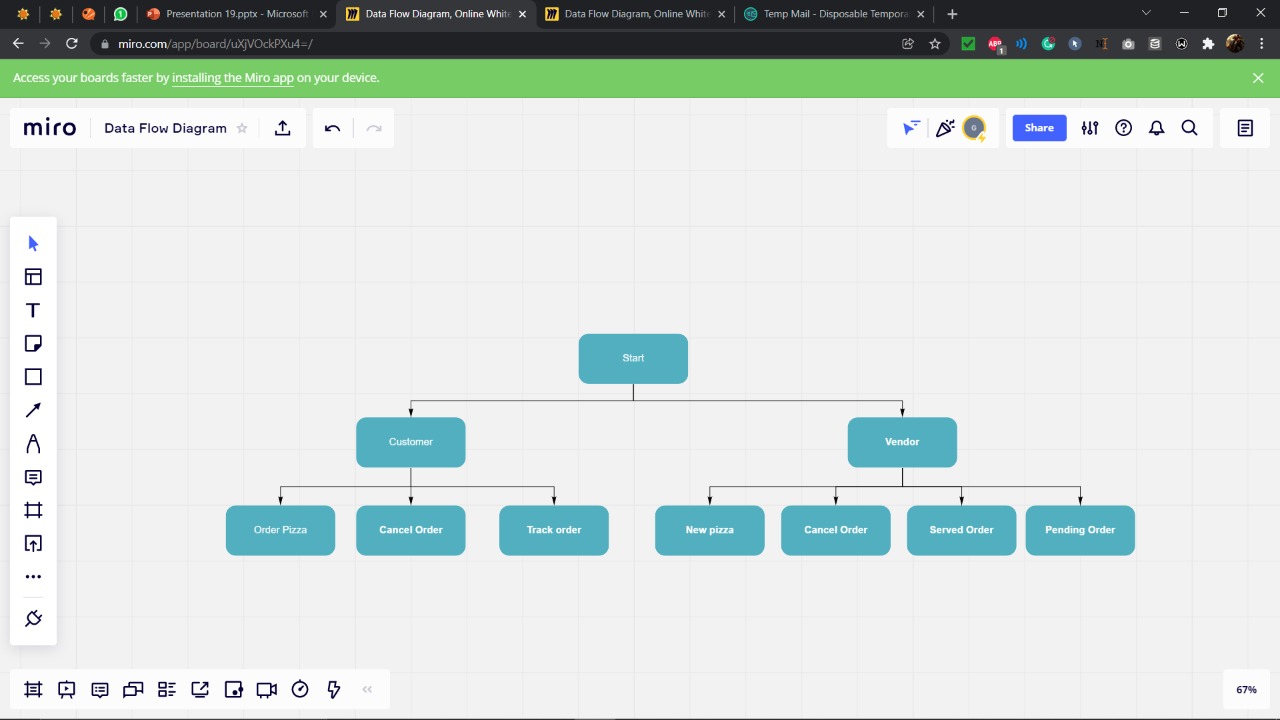 Presentation 19.pptx - Microsoft
Data Flow Diagram, Online White
Data Flow Diagram, Online White
Temp Mail - Disposable Tempora
miro.com/app/board/uXjVOckPXu4=/
ABP
1
Access your boards faster by installing the Miro app on your device.
miro
Data Flow Diagram
G
Share
Start
Customer
Vendor
Order Pizza
Cancel Order
Track order
New pizza
Cancel Order
Served Order
Pending Order
67%